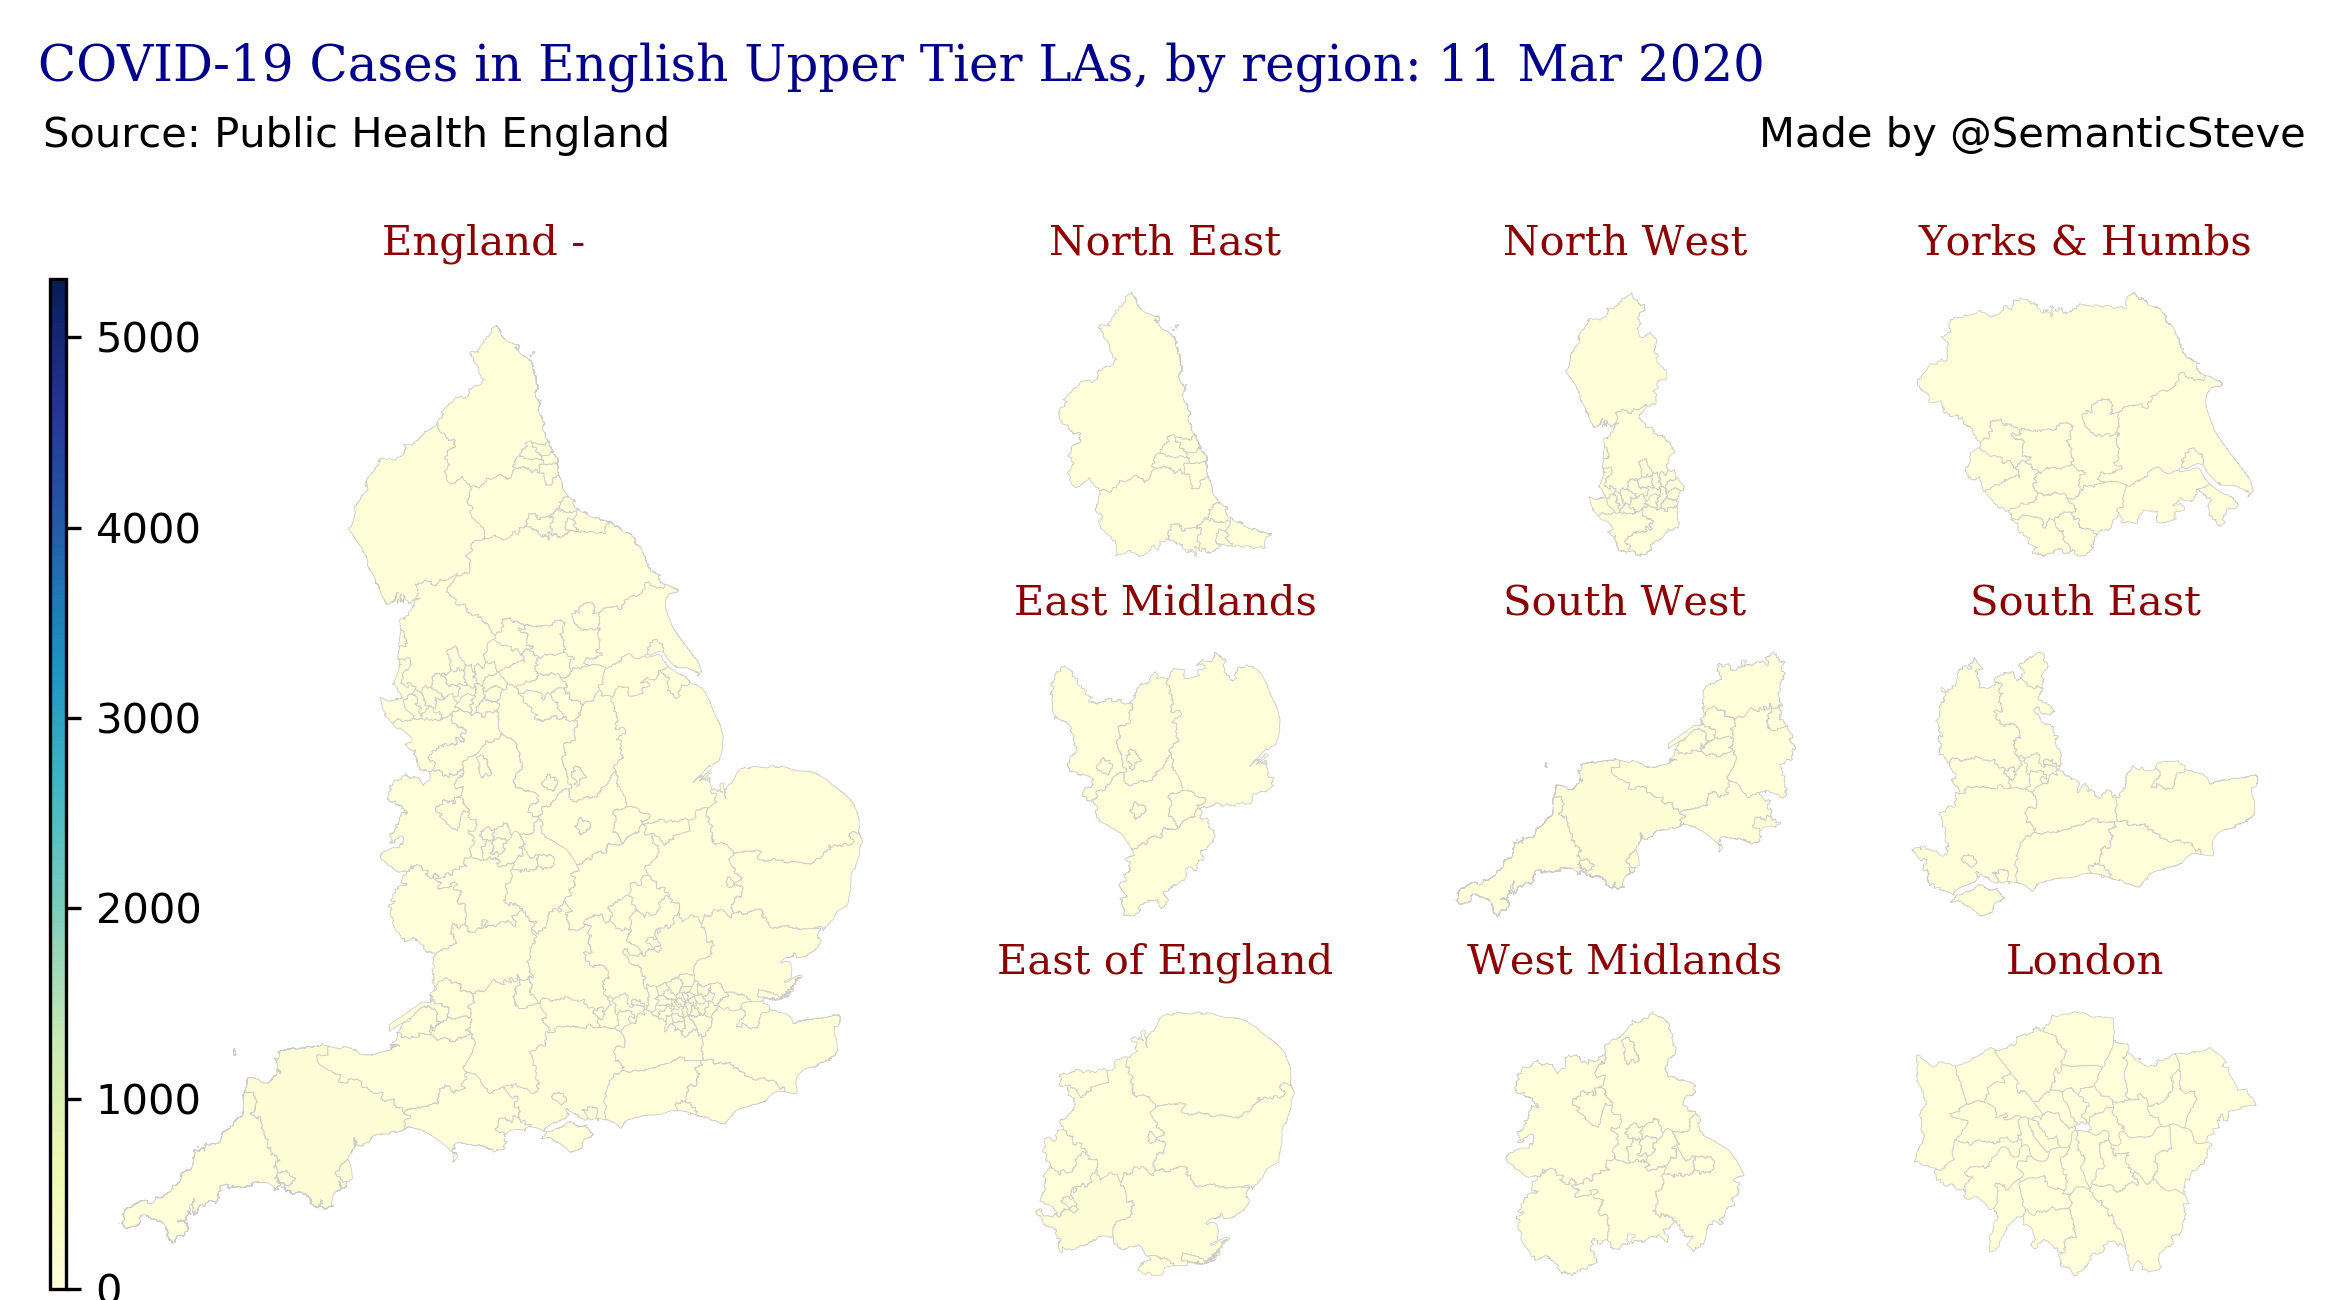 COVID-19 Cases in English Upper Tier LAs, by region: 11 Mar 2020
Source: Public Health England
Made by @SemanticSteve
England -
North East
North West
Yorks & Humbs
5000
4000
3000
2000
1000
0
East Midlands
South West
South East
East of England
West Midlands
London